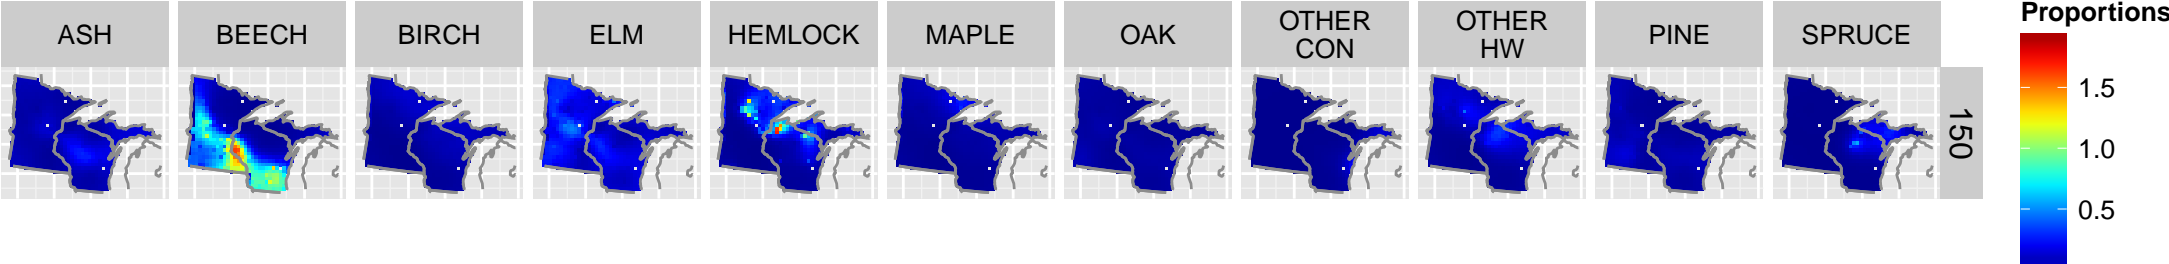 ASH
BEECH
BIRCH
ELM
HEMLOCK
MAPLE
OAK
OTHER
CON
OTHER
HW
PINE
SPRUCE
150
Proportions
1.5
1.0
0.5